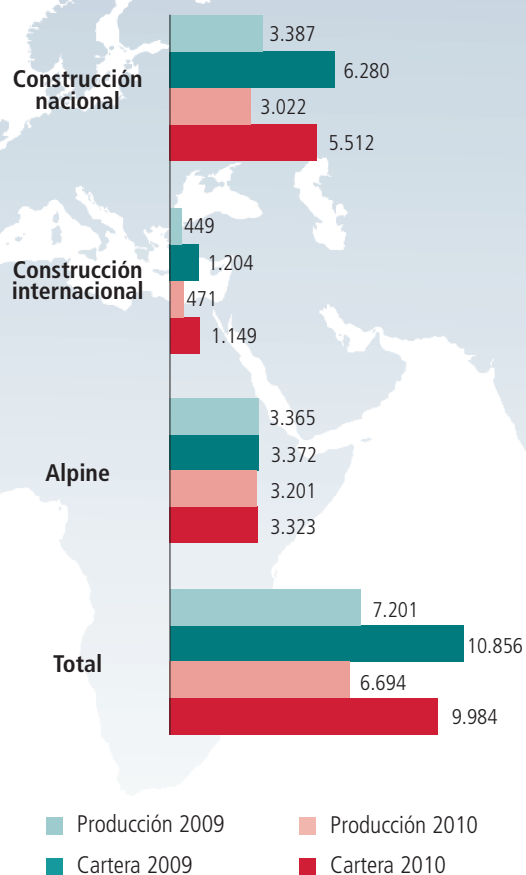 3.387
Construcción
nacional
6.280
3.022
5.512
449
Construcción
internacional
1.204
471
1.149
3.365
Alpine
3.372
3.201
3.323
7.201
Total
10.856
6.694
9.984
Producción 2009
Producción 2010
Cartera 2009
Cartera 2010